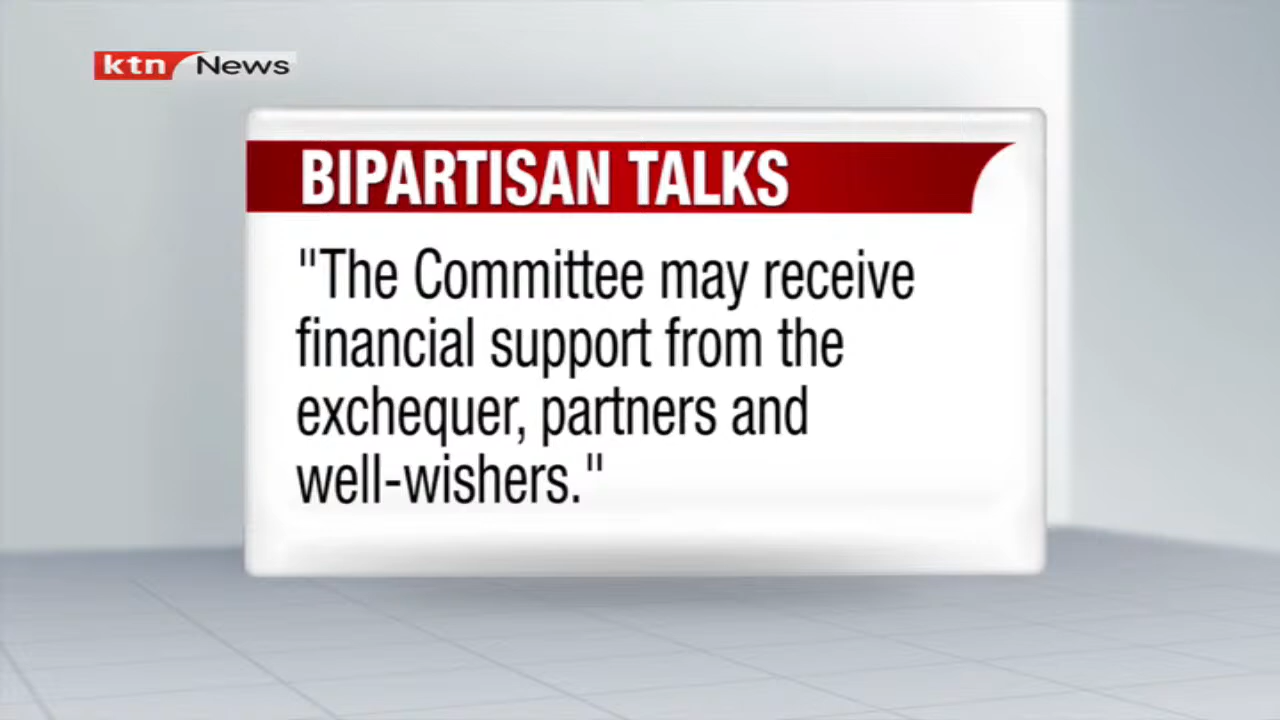 ktn News
BIPARTISAN TALKS
"The Committee may receive
financial support from the
exchequer, partners and
well-wishers."